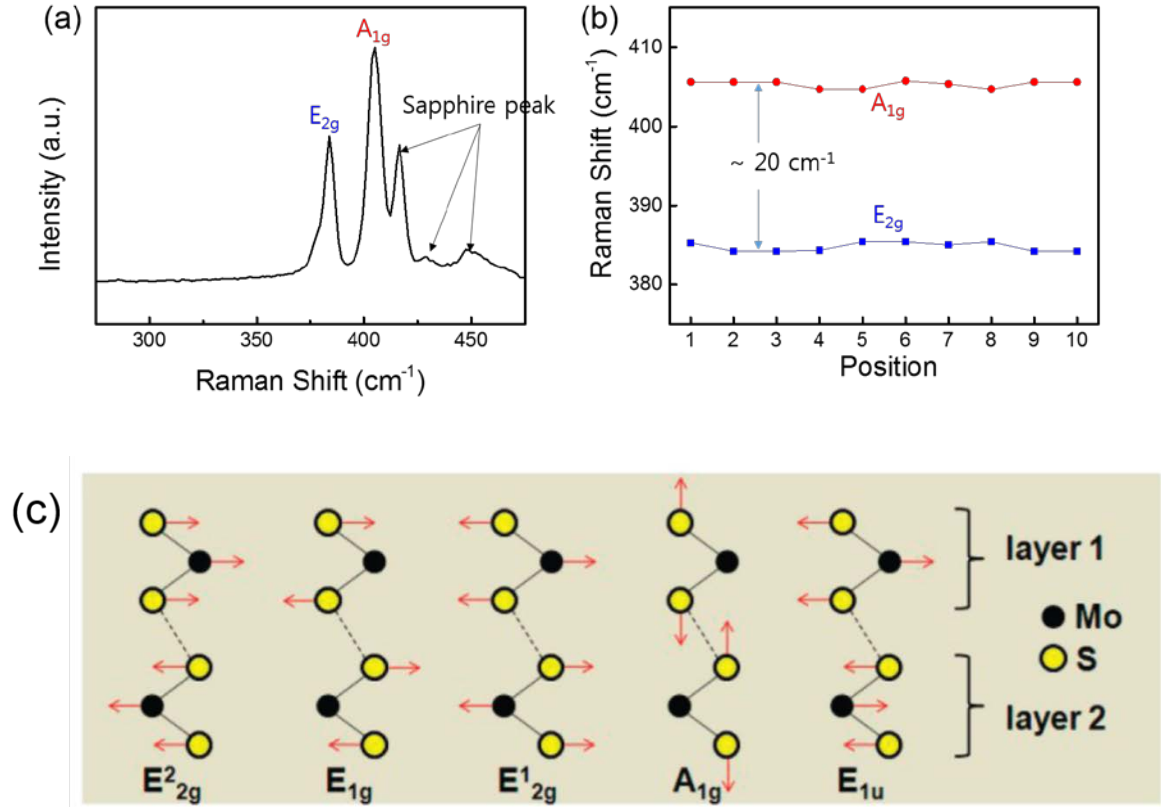 (a)
A1g
E2g
Sapphire peak
Intensity (a.u.)
300 350 400 450
Raman Shift (cm-1)
(b)
410
400
390
380
Raman Shift (cm-1)
A1g
~ 20 cm-1
E2g
1 2 3 4 5 6 7 8 9 10
Position
(c)
layer 1
Mo
S
layer 2
E22g E1g E12g A1g E1u